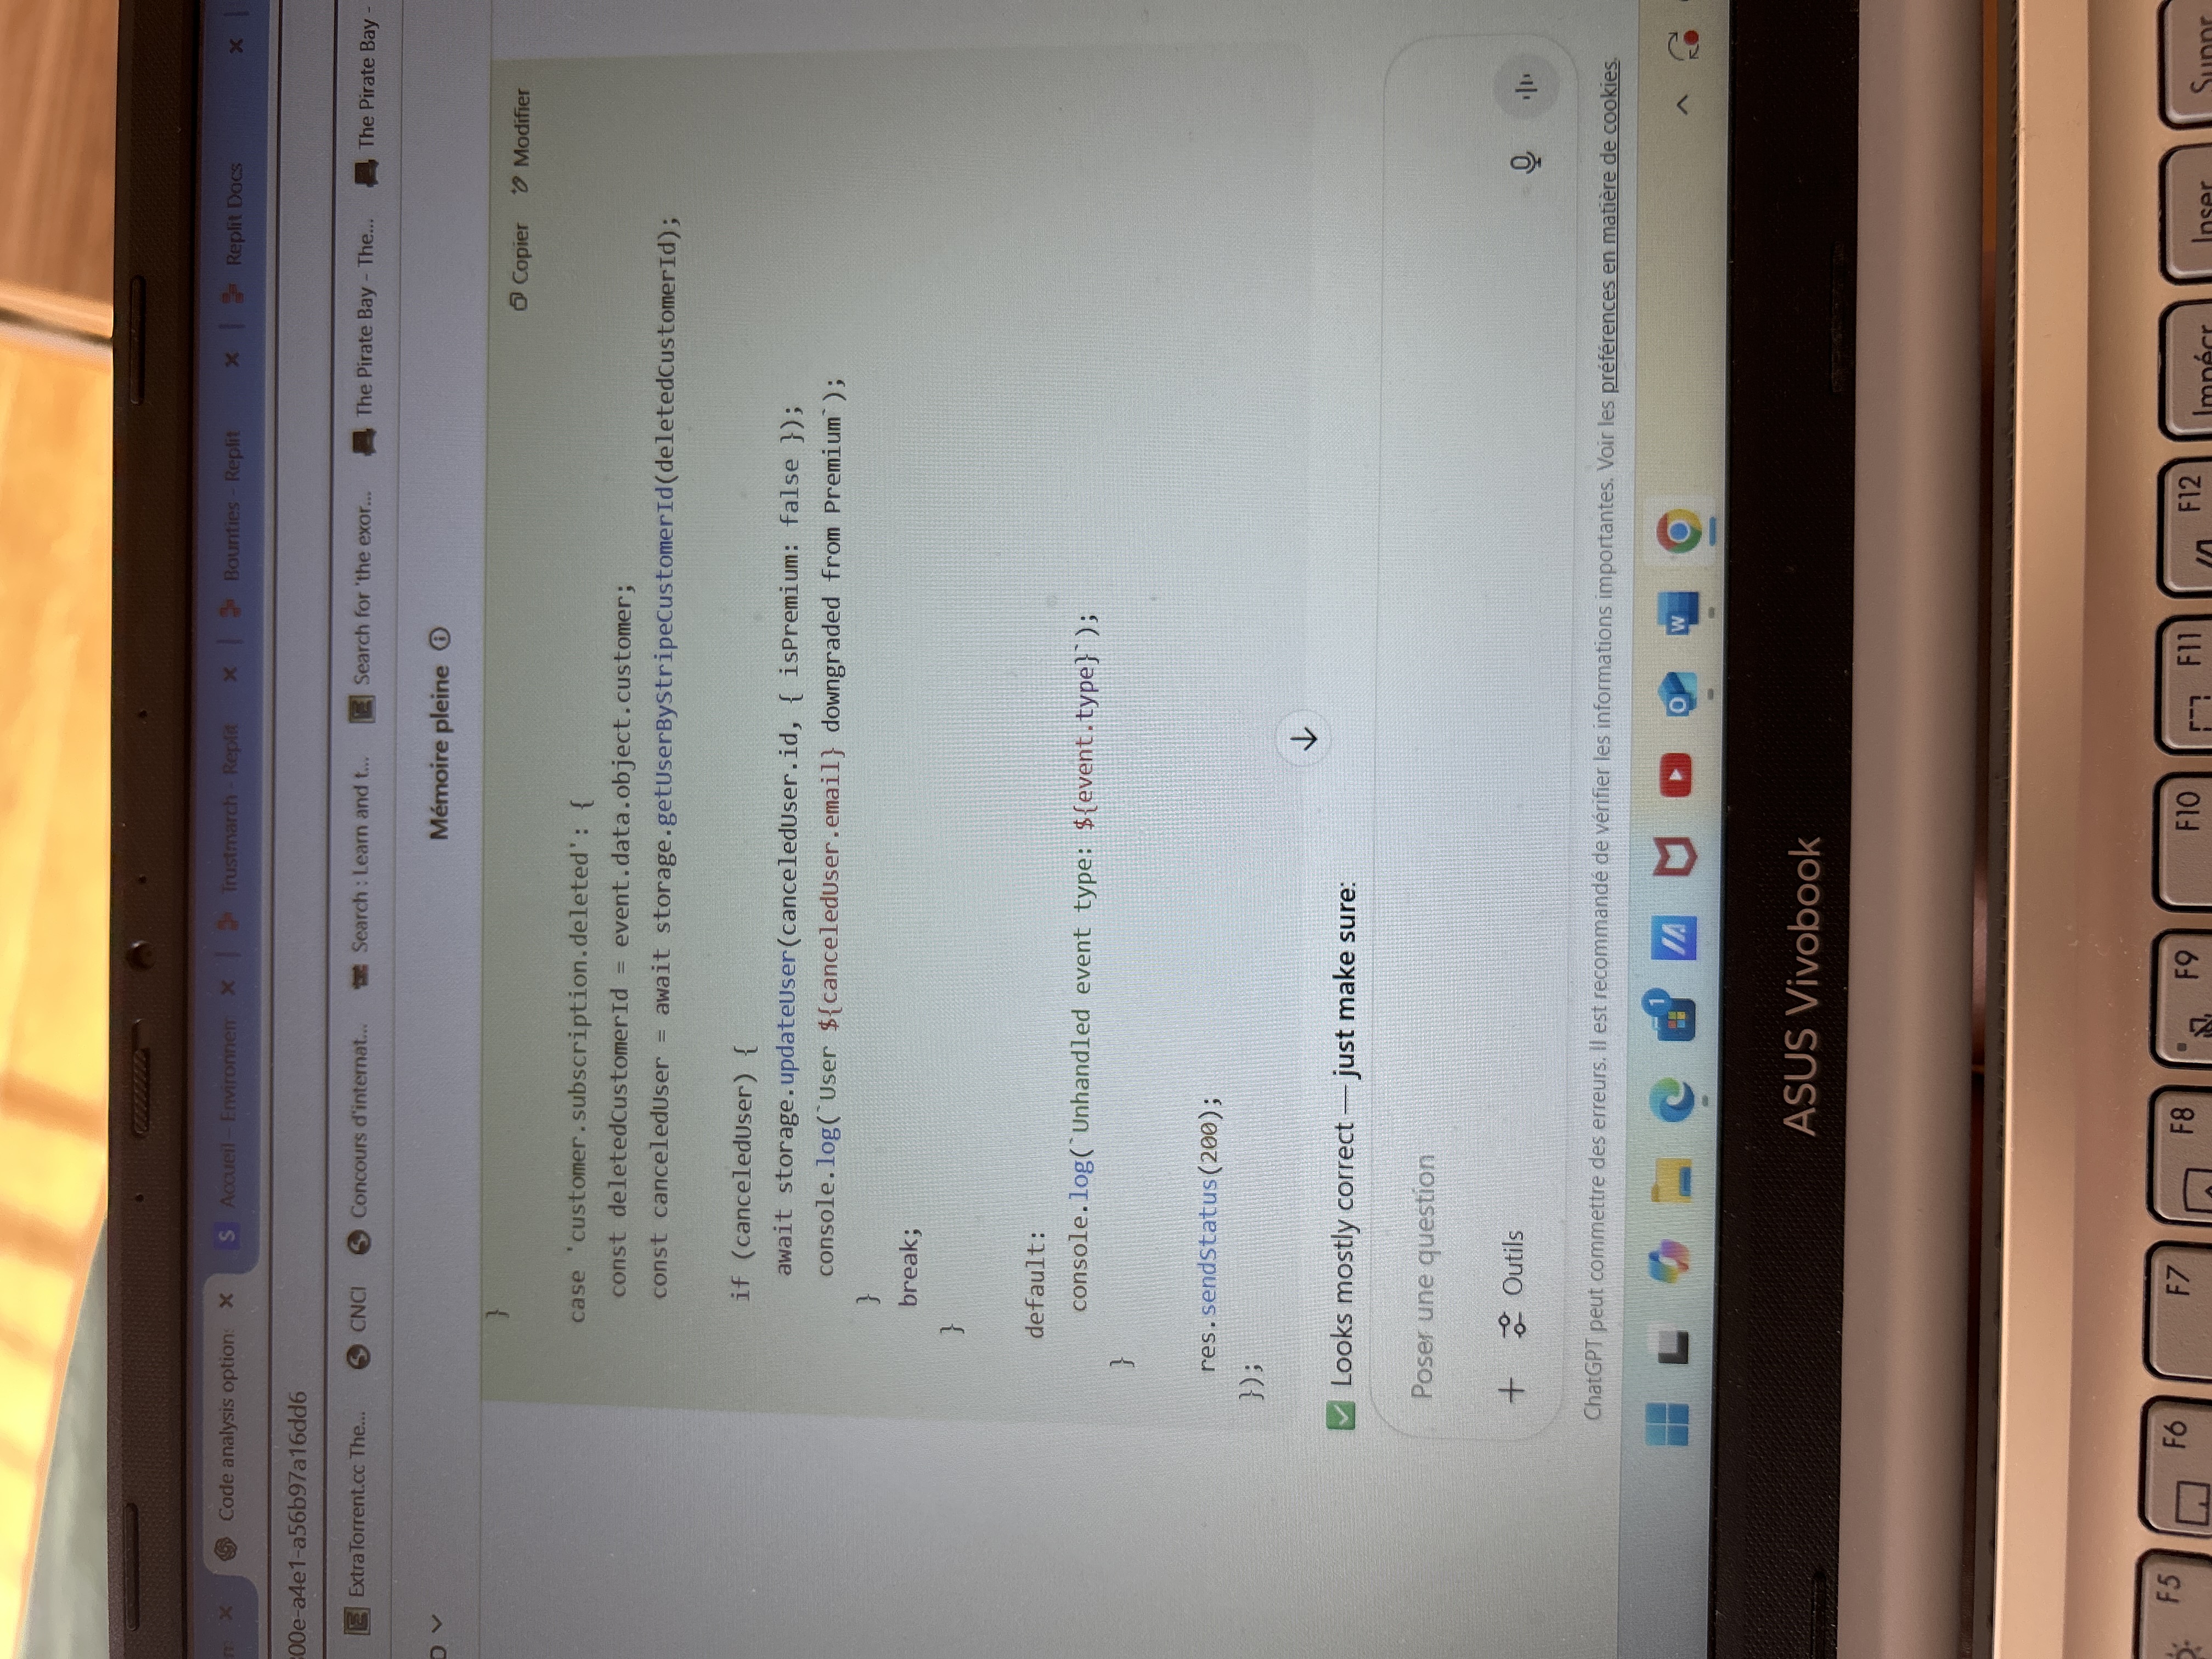 Code analysis option
Accueil – Environnem
Trustmarch - Replit
Bounties - Replit
Replit Docs
00e-a4e1-a56b97a16dd6
ExtraTorrent.cc The...
CNCI
Concours d'internat...
Search : Learn and t...
Search for 'the exor...
The Pirate Bay - The...
The Pirate Bay -
Mémoire pleine
}
Copier
Modifier
case 'customer.subscription.deleted': {
const deletedCustomerId = event.data.object.customer;
const canceledUser = await storage.getUserByStripeCustomerId(deletedCustomerId);
if (canceledUser) {
await storage.updateUser(canceledUser.id, { isPremium: false });
console.log(`User ${canceledUser.email} downgraded from Premium`);
}
break;
}
default:
console.log(`Unhandled event type: ${event.type}`);
}
res.sendStatus(200);
});
✅ Looks mostly correct — just make sure:
Poser une question
Outils
ChatGPT peut commettre des erreurs. Il est recommandé de vérifier les informations importantes. Voir les préférences en matière de cookies.
1
ASUS Vivobook
F5
F6
F7
F8
F9
F10
F11
F12
Impécr
Inser
Suppr